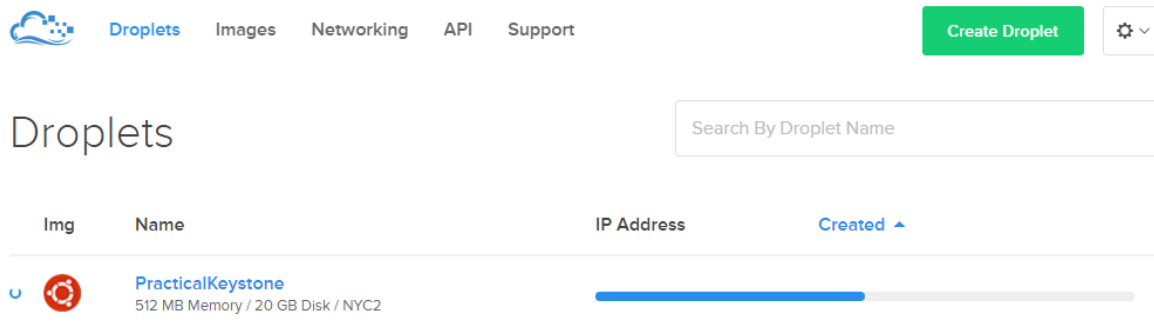 Droplets Images Networking API Support Create Droplet
Droplets
Search By Droplet Name
Img Name IP Address Created
PracticalKeystone
512 MB Memory / 20 GB Disk / NYC2